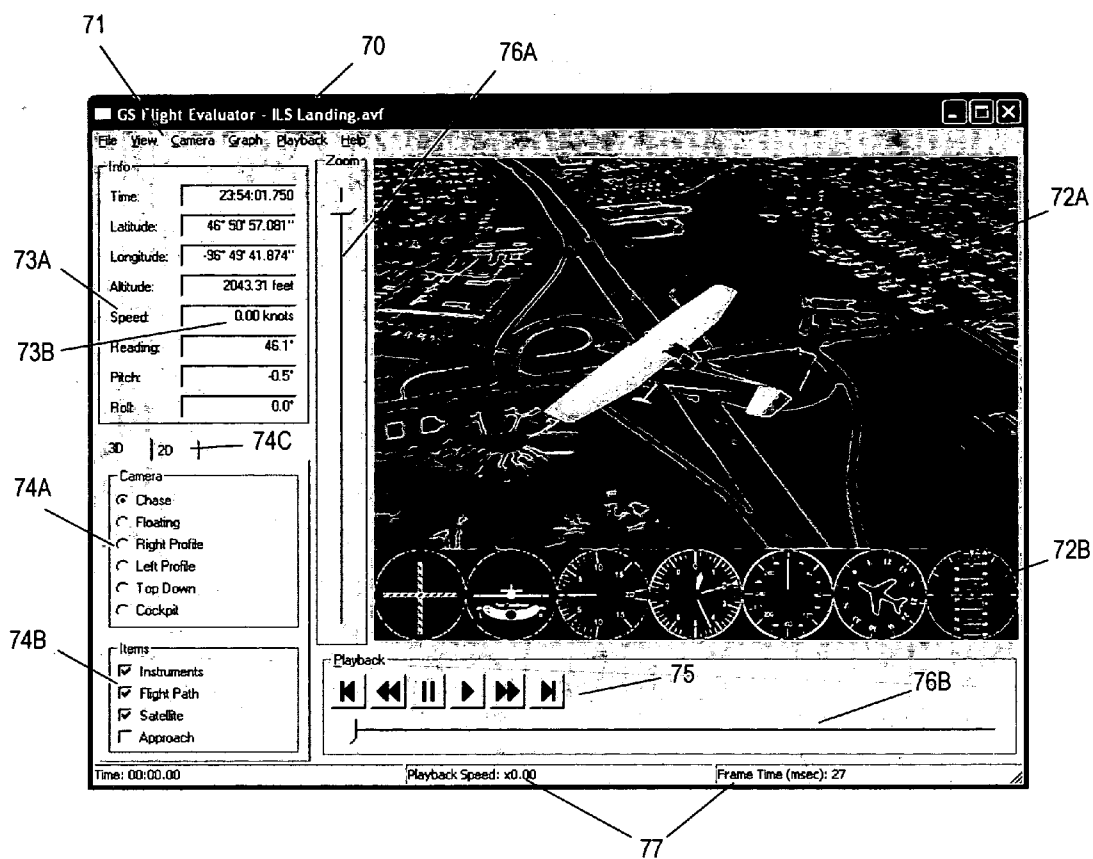 71
70
76A
GS Flight Evaluator - ILS Landing.avf
File View Camera Graph Playback Help
Info
Time: 23:54:01.750
Latitude: 46° 50' 57.081''
Longitude: -96° 49' 41.874''
Altitude: 2043.31 feet
Speed: 0.00 knots
Reading: 46.1°
Pitch: -0.5°
Roll: 0.0°
Zoom
72A
73A
73B
3D 2D
74C
74A
Camera
Chase
Floating
Right Profile
Left Profile
Top Down
Cockpit
72B
74B
Items
Instruments
Flight Path
Satellite
Approach
Playback
75
76B
Time: 00:00.00
Playback Speed: x0.00
Frame Time (msec): 27
77